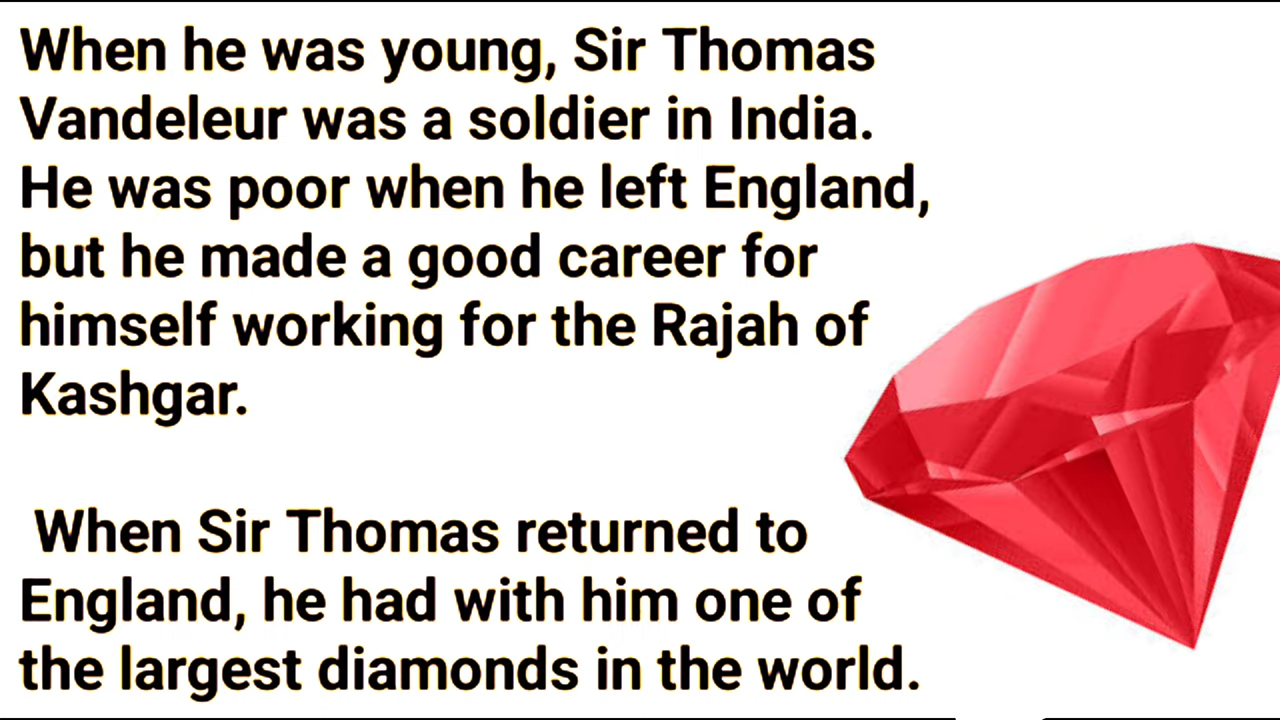 When he was young, Sir Thomas
Vandeleur was a soldier in India.
He was poor when he left England,
but he made a good career for
himself working for the Rajah of
Kashgar.
When Sir Thomas returned to
England, he had with him one of
the largest diamonds in the world.